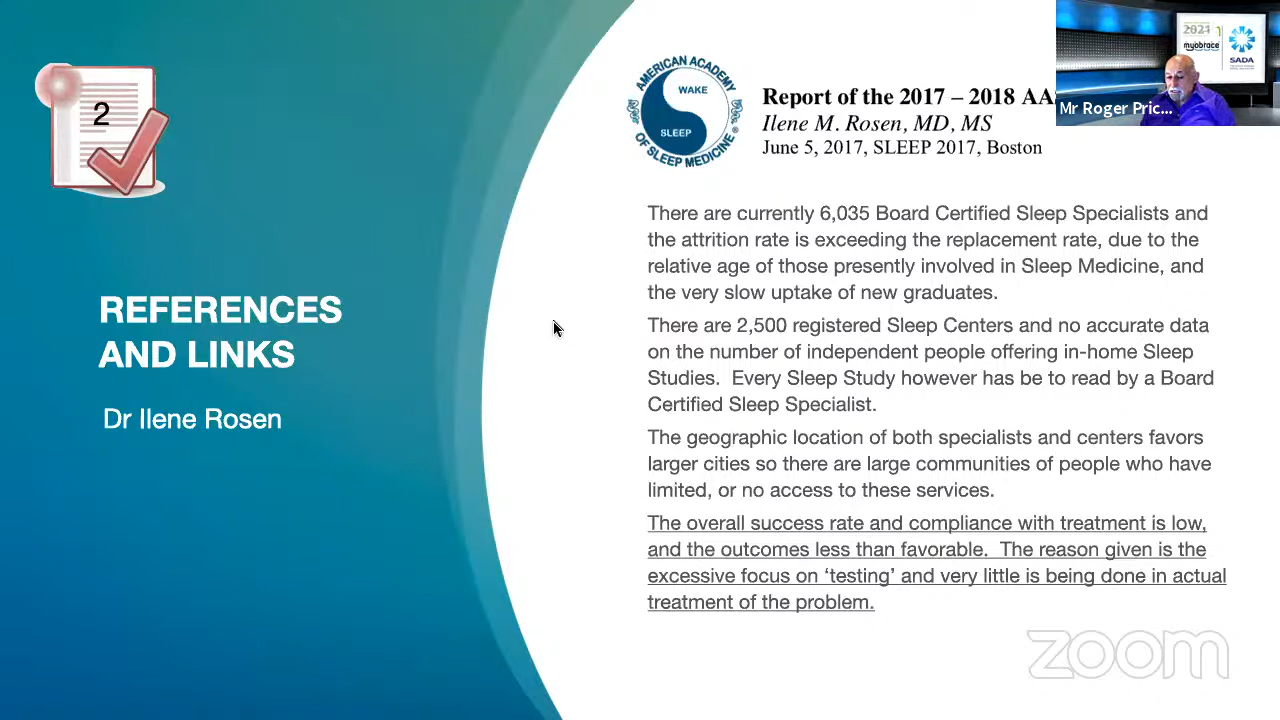 2
REFERENCES
AND LINKS
Dr Ilene Rosen
AMERICAN ACADEMY
WAKE
SLEEP
OF SLEEP MEDICINE
®
Report of the 2017 – 2018 AA
Ilene M. Rosen, MD, MS
June 5, 2017, SLEEP 2017, Boston
2021
myobrace
SADA
Mr Roger Pric...
There are currently 6,035 Board Certified Sleep Specialists and
the attrition rate is exceeding the replacement rate, due to the
relative age of those presently involved in Sleep Medicine, and
the very slow uptake of new graduates.
There are 2,500 registered Sleep Centers and no accurate data
on the number of independent people offering in-home Sleep
Studies.  Every Sleep Study however has be to read by a Board
Certified Sleep Specialist.
The geographic location of both specialists and centers favors
larger cities so there are large communities of people who have
limited, or no access to these services.
The overall success rate and compliance with treatment is low,
and the outcomes less than favorable.  The reason given is the
excessive focus on ‘testing’ and very little is being done in actual
treatment of the problem.
zoom